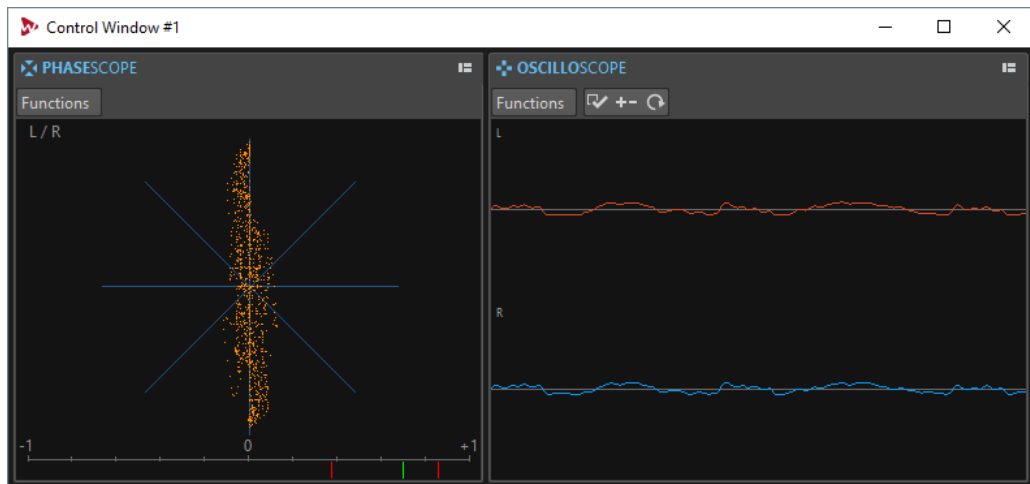 Control Window #1
PHASESCOPE
Functions
L / R
-1 0 +1
OSCILLOSCOPE
Functions
L
R